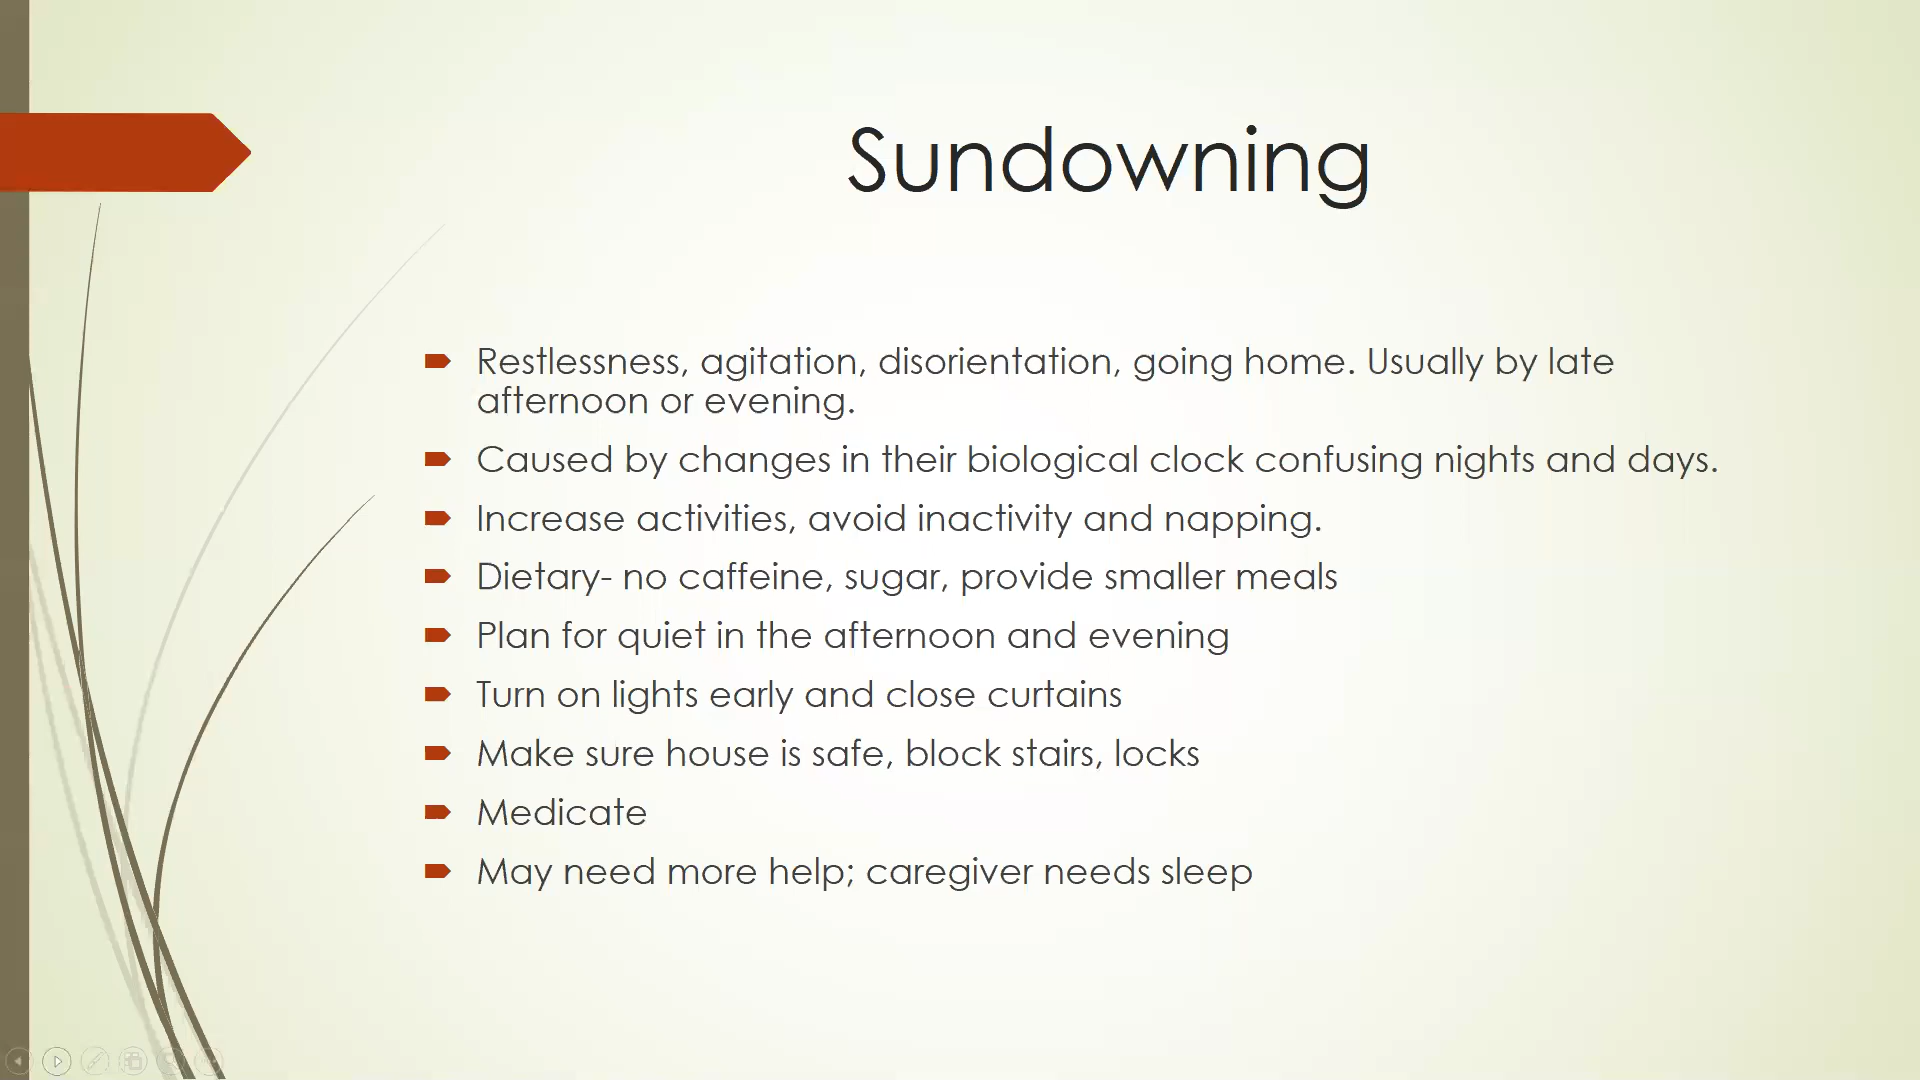 Sundowning
Restlessness, agitation, disorientation, going home. Usually by late
afternoon or evening.
Caused by changes in their biological clock confusing nights and days.
Increase activities, avoid inactivity and napping.
Dietary- no caffeine, sugar, provide smaller meals
Plan for quiet in the afternoon and evening
Turn on lights early and close curtains
Make sure house is safe, block stairs, locks
Medicate
May need more help; caregiver needs sleep